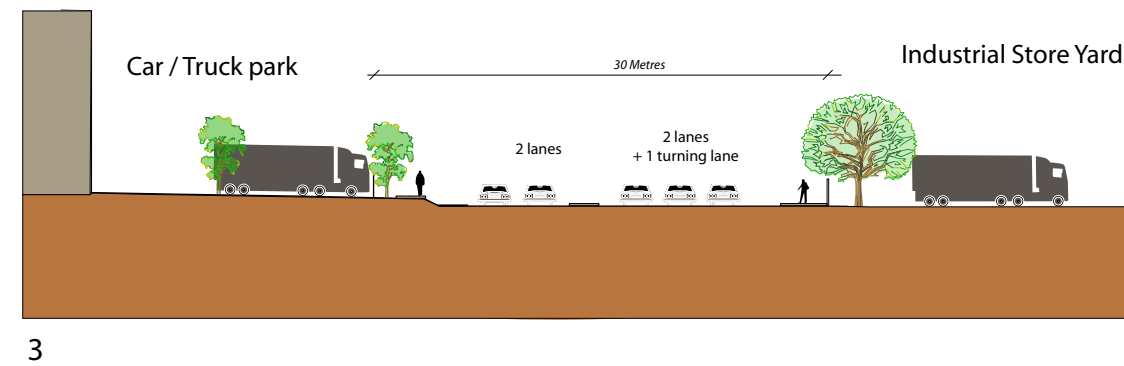 Car / Truck park
30 Metres
Industrial Store Yard
2 lanes
2 lanes
+ 1 turning lane
3